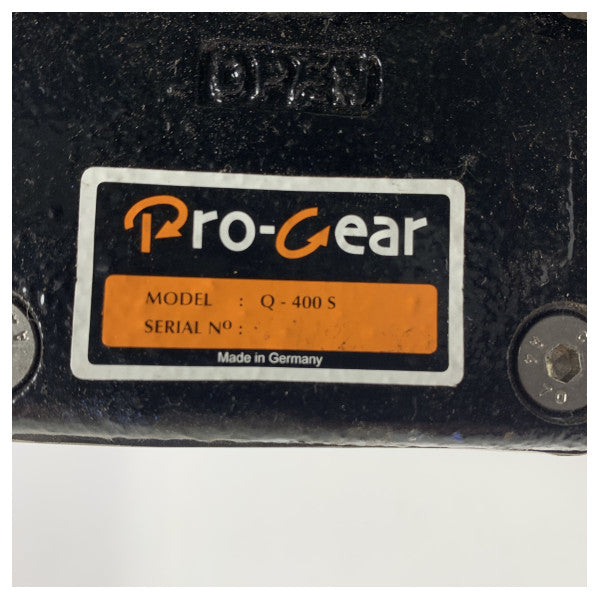 OPEN
Pro-Gear
MODEL : Q - 400 S
SERIAL Nº :
Made in Germany